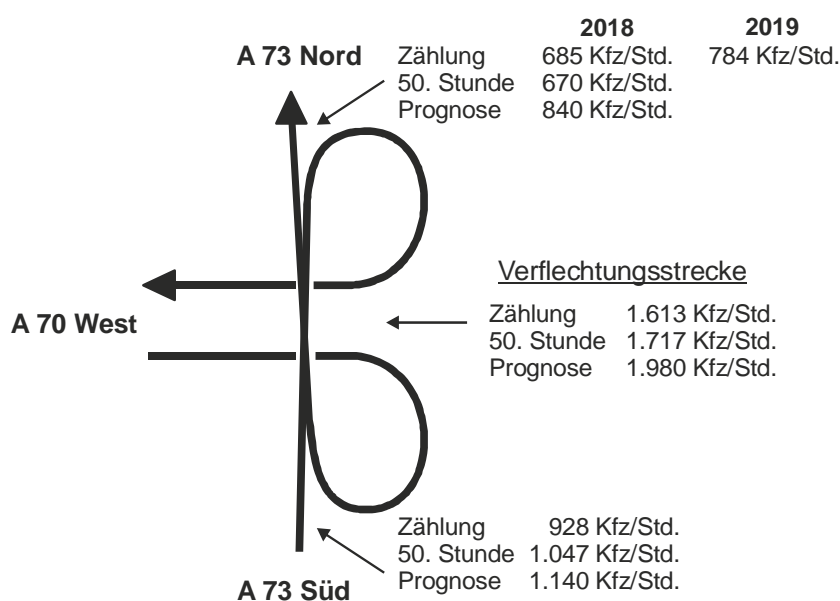 2018 2019
A 73 Nord
Zählung 685 Kfz/Std. 784 Kfz/Std.
50. Stunde 670 Kfz/Std.
Prognose 840 Kfz/Std.
Verflechtungsstrecke
A 70 West
Zählung 1.613 Kfz/Std.
50. Stunde 1.717 Kfz/Std.
Prognose 1.980 Kfz/Std.
Zählung 928 Kfz/Std.
50. Stunde 1.047 Kfz/Std.
Prognose 1.140 Kfz/Std.
A 73 Süd